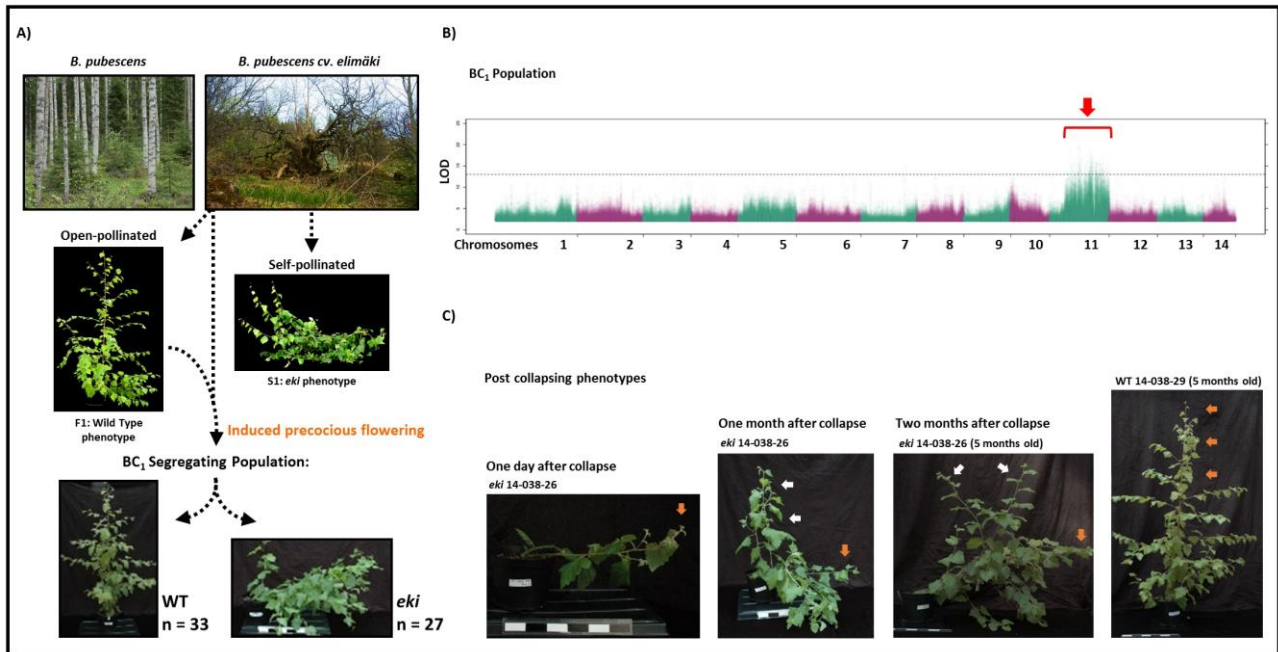 A)
B. pubescens
B. pubescens cv. elimäki
Open-pollinated
Self-pollinated
S1: eki phenotype
F1: Wild Type
phenotype
Induced precocious flowering
BC1 Segregating Population:
WT
n = 33
eki
n = 27
B)
BC1 Population
LOD
Chromosomes 1 2 3 4 5 6 7 8 9 10 11 12 13 14
C)
Post collapsing phenotypes
One day after collapse
eki 14-038-26
One month after collapse
eki 14-038-26
Two months after collapse
eki 14-038-26 (5 months old)
WT 14-038-29 (5 months old)